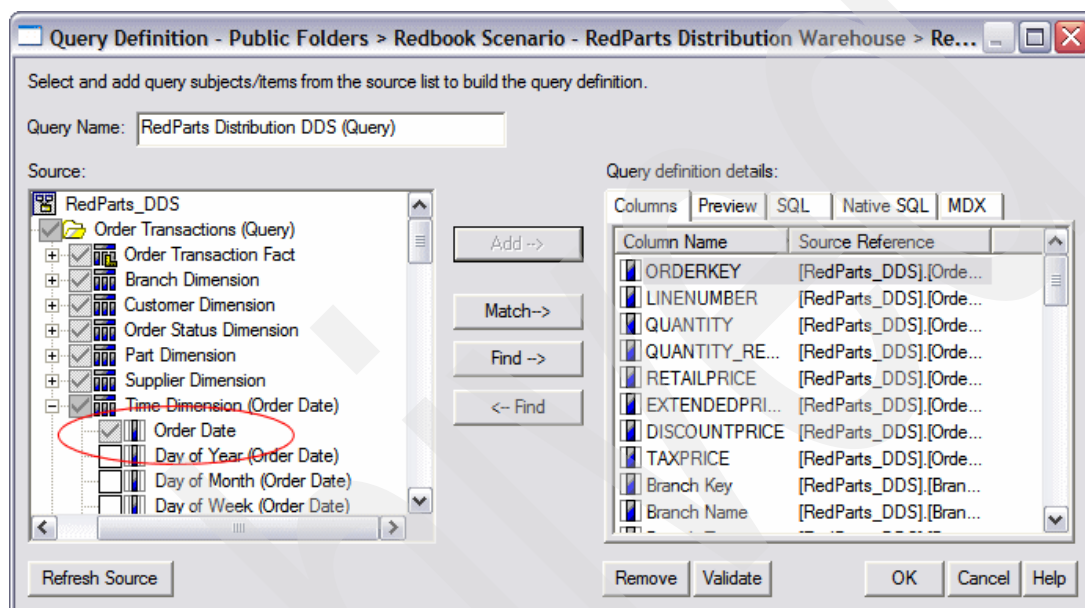 Query Definition - Public Folders > Redbook Scenario - RedParts Distribution Warehouse > Re...
Select and add query subjects/items from the source list to build the query definition.
Query Name: RedParts Distribution DDS (Query)
Source:
RedParts_DDS
Order Transactions (Query)
Order Transaction Fact
Branch Dimension
Customer Dimension
Order Status Dimension
Part Dimension
Supplier Dimension
Time Dimension (Order Date)
Order Date
Day of Year (Order Date)
Day of Month (Order Date)
Day of Week (Order Date)
Refresh Source
Add -->
Match-->
Find -->
<-- Find
Query definition details:
Columns Preview SQL Native SQL MDX
Column Name Source Reference
ORDERKEY [RedParts_DDS].[Orde...
LINENUMBER [RedParts_DDS].[Orde...
QUANTITY [RedParts_DDS].[Orde...
QUANTITY_RE... [RedParts_DDS].[Orde...
RETAILPRICE [RedParts_DDS].[Orde...
EXTENDEDPRI... [RedParts_DDS].[Orde...
DISCOUNTPRICE [RedParts_DDS].[Orde...
TAXPRICE [RedParts_DDS].[Orde...
Branch Key [RedParts_DDS].[Bran...
Branch Name [RedParts_DDS].[Bran...
Remove Validate OK Cancel Help